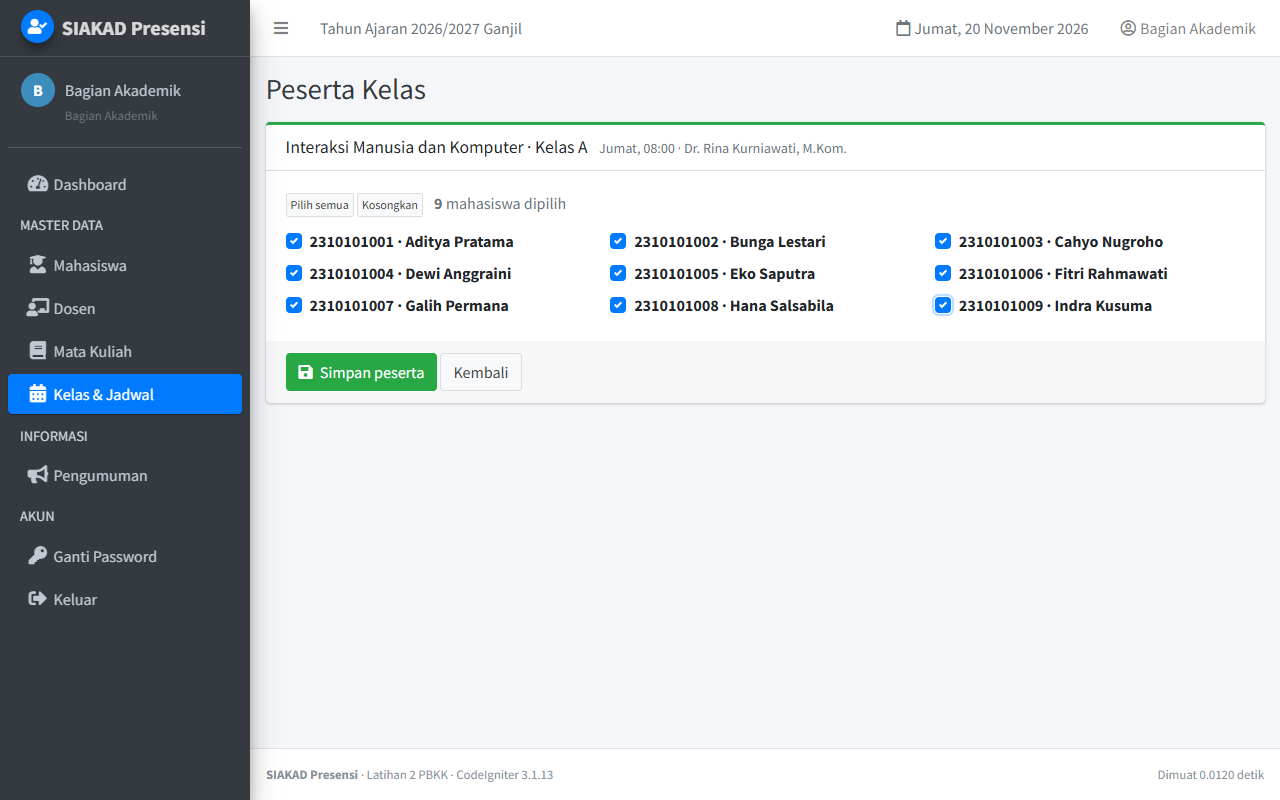 SIAKAD Presensi
Tahun Ajaran 2026/2027 Ganjil
Jumat, 20 November 2026
Bagian Akademik
B
Bagian Akademik
Bagian Akademik
Dashboard
MASTER DATA
Mahasiswa
Dosen
Mata Kuliah
Kelas & Jadwal
INFORMASI
Pengumuman
AKUN
Ganti Password
Keluar
Peserta Kelas
Interaksi Manusia dan Komputer · Kelas A Jumat, 08:00 · Dr. Rina Kurniawati, M.Kom.
Pilih semua Kosongkan 9 mahasiswa dipilih
2310101001 · Aditya Pratama 2310101002 · Bunga Lestari 2310101003 · Cahyo Nugroho
2310101004 · Dewi Anggraini 2310101005 · Eko Saputra 2310101006 · Fitri Rahmawati
2310101007 · Galih Permana 2310101008 · Hana Salsabila 2310101009 · Indra Kusuma
Simpan peserta Kembali
SIAKAD Presensi · Latihan 2 PBKK · CodeIgniter 3.1.13
Dimuat 0.0120 detik